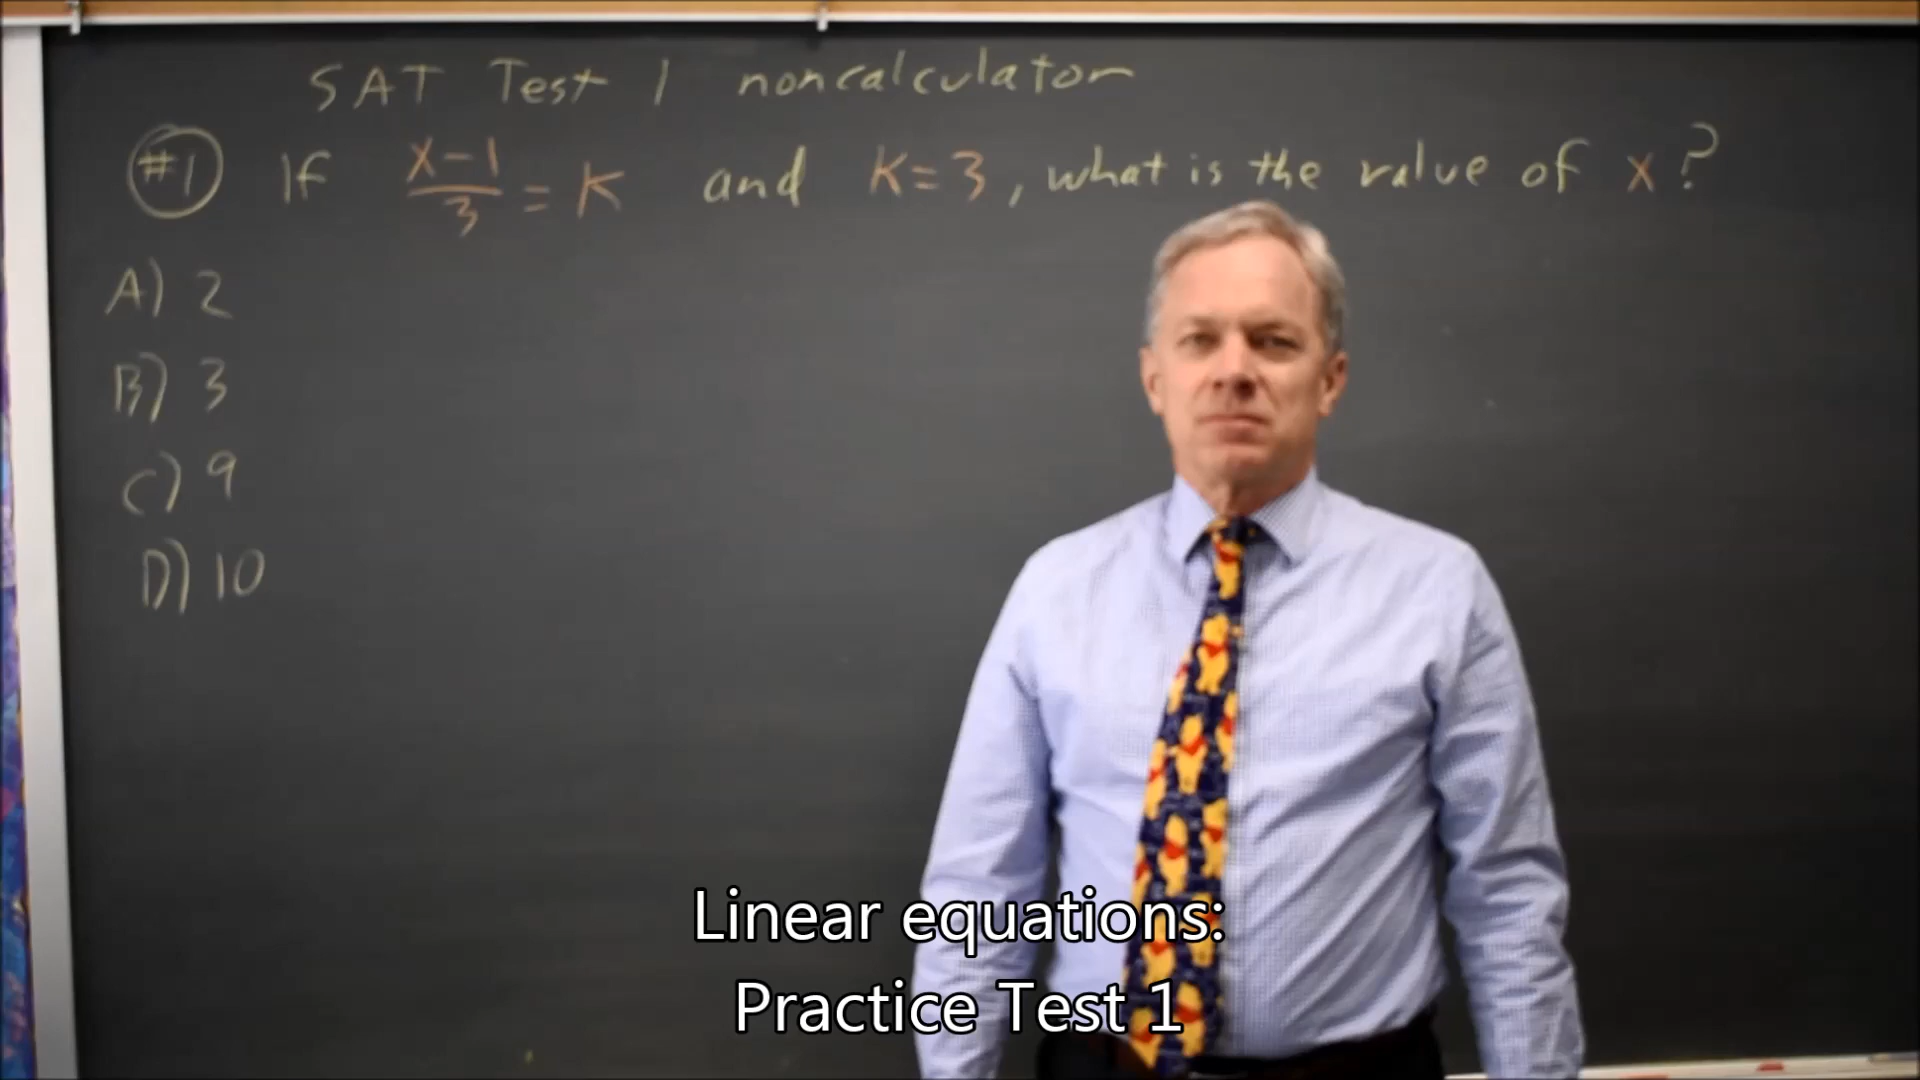 SAT Test 1 noncalculator
#1 If x-1/3 = K and K=3, what is the value of x?
A) 2
B) 3
C) 9
D) 10
Linear equations:
Practice Test 1